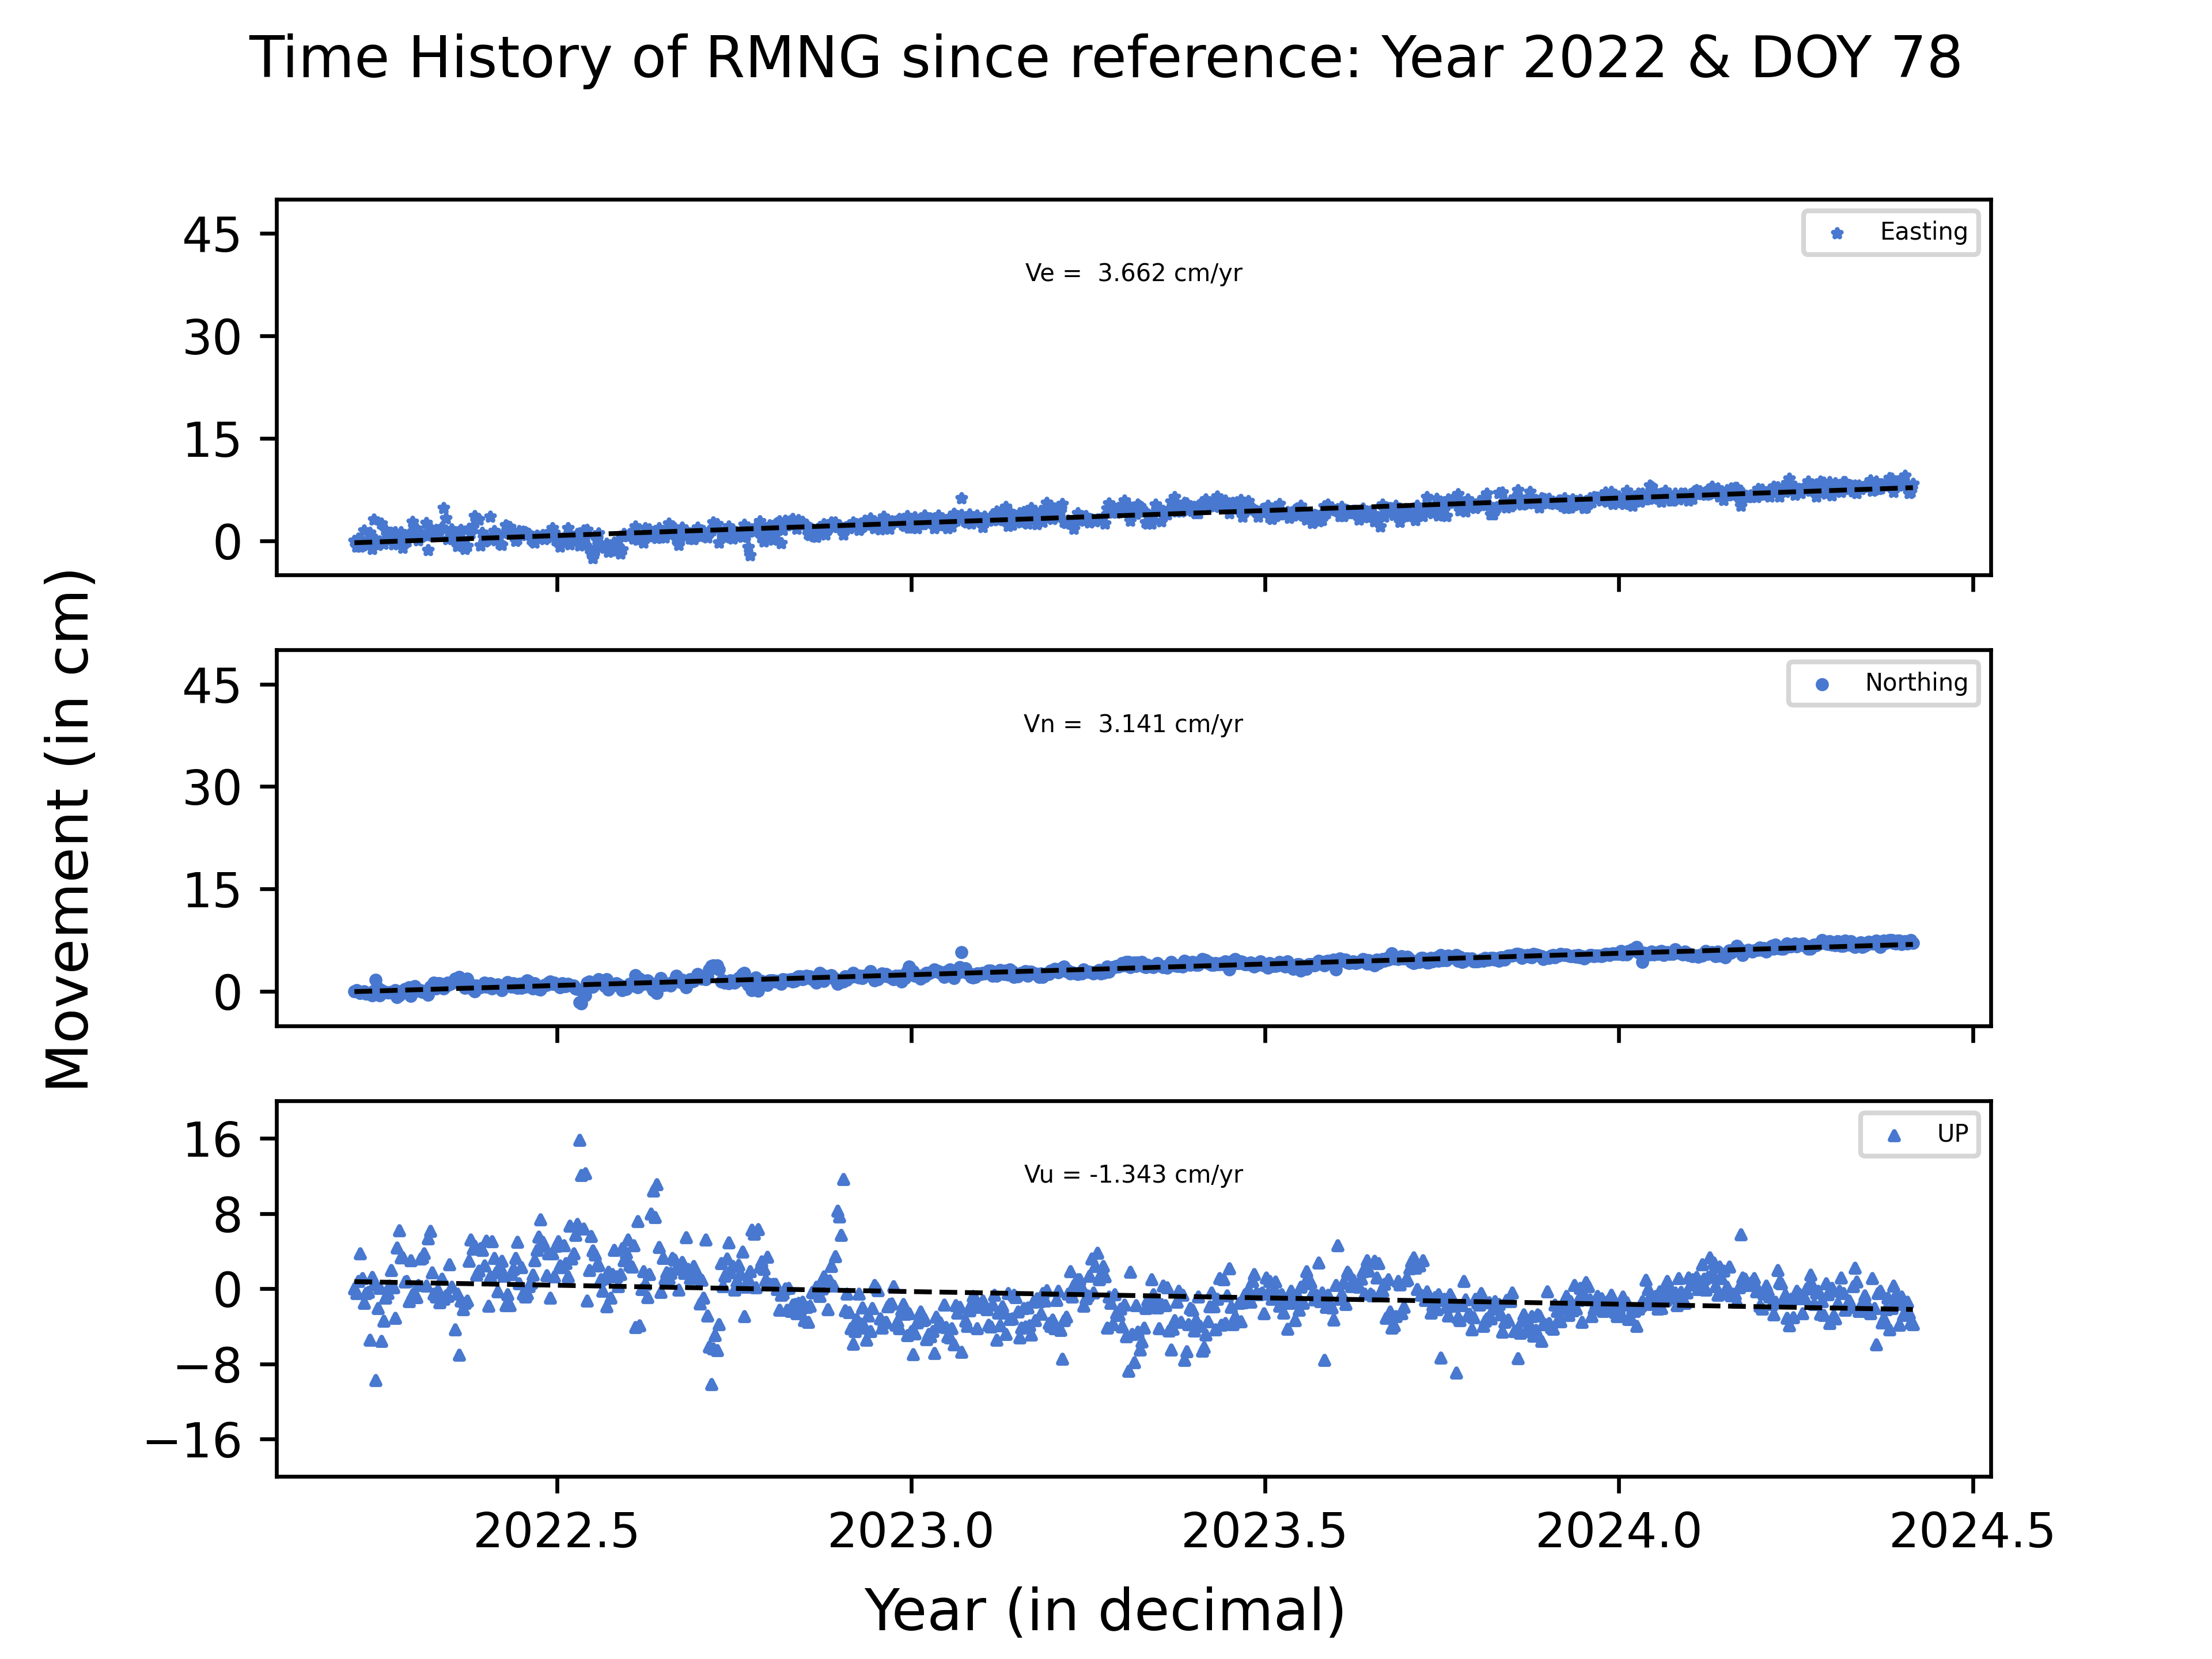 Time History of RMNG since reference: Year 2022 & DOY 78
45
30
15
0
Ve =  3.662 cm/yr
Easting
45
30
15
0
Vn =  3.141 cm/yr
Northing
Movement (in cm)
16
8
0
−8
−16
Vu = -1.343 cm/yr
UP
2022.5 2023.0 2023.5 2024.0 2024.5
Year (in decimal)